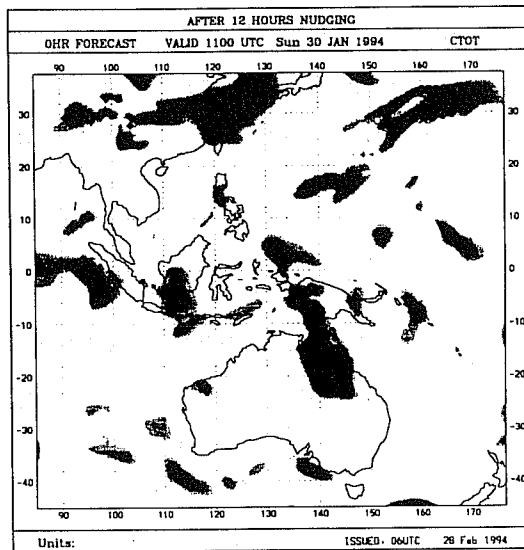 AFTER 12 HOURS NUDGING
0HR FORECAST VALID 1100 UTC Sun 30 JAN 1994 CTOT
90 100 110 120 130 140 150 160 170
30 30
20 20
10 10
0 0
-10 -10
-20 -20
-30 -30
-40 -40
90 100 110 120 130 140 150 160 170
Units: ISSUED. 06UTC 28 Feb 1994